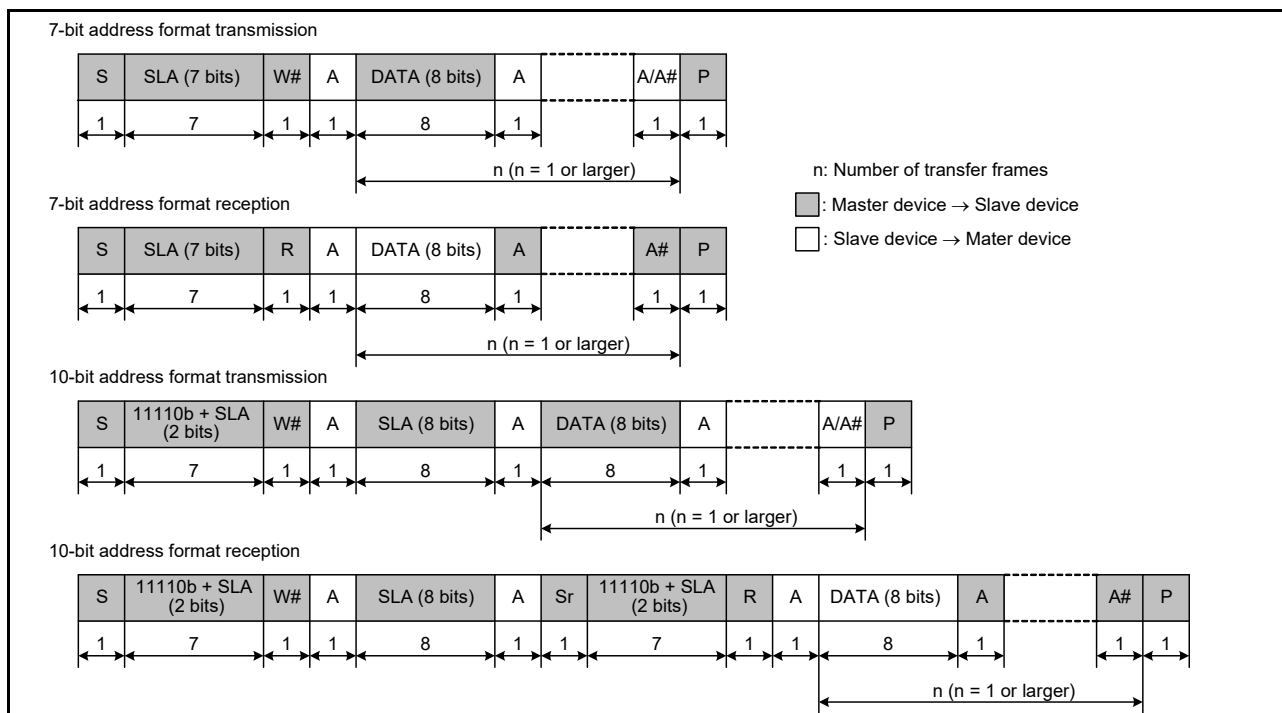 7-bit address format transmission
S SLA (7 bits) W# A DATA (8 bits) A A/A# P
1 7 1 1 8 1 1 1
n (n = 1 or larger)
n: Number of transfer frames
: Master device → Slave device
: Slave device → Mater device
7-bit address format reception
S SLA (7 bits) R A DATA (8 bits) A A# P
1 7 1 1 8 1 1 1
n (n = 1 or larger)
10-bit address format transmission
S 11110b + SLA (2 bits) W# A SLA (8 bits) A DATA (8 bits) A A/A# P
1 7 1 1 8 1 8 1 1 1
n (n = 1 or larger)
10-bit address format reception
S 11110b + SLA (2 bits) W# A SLA (8 bits) A Sr 11110b + SLA (2 bits) R A DATA (8 bits) A A# P
1 7 1 1 8 1 1 7 1 1 8 1 1 1
n (n = 1 or larger)